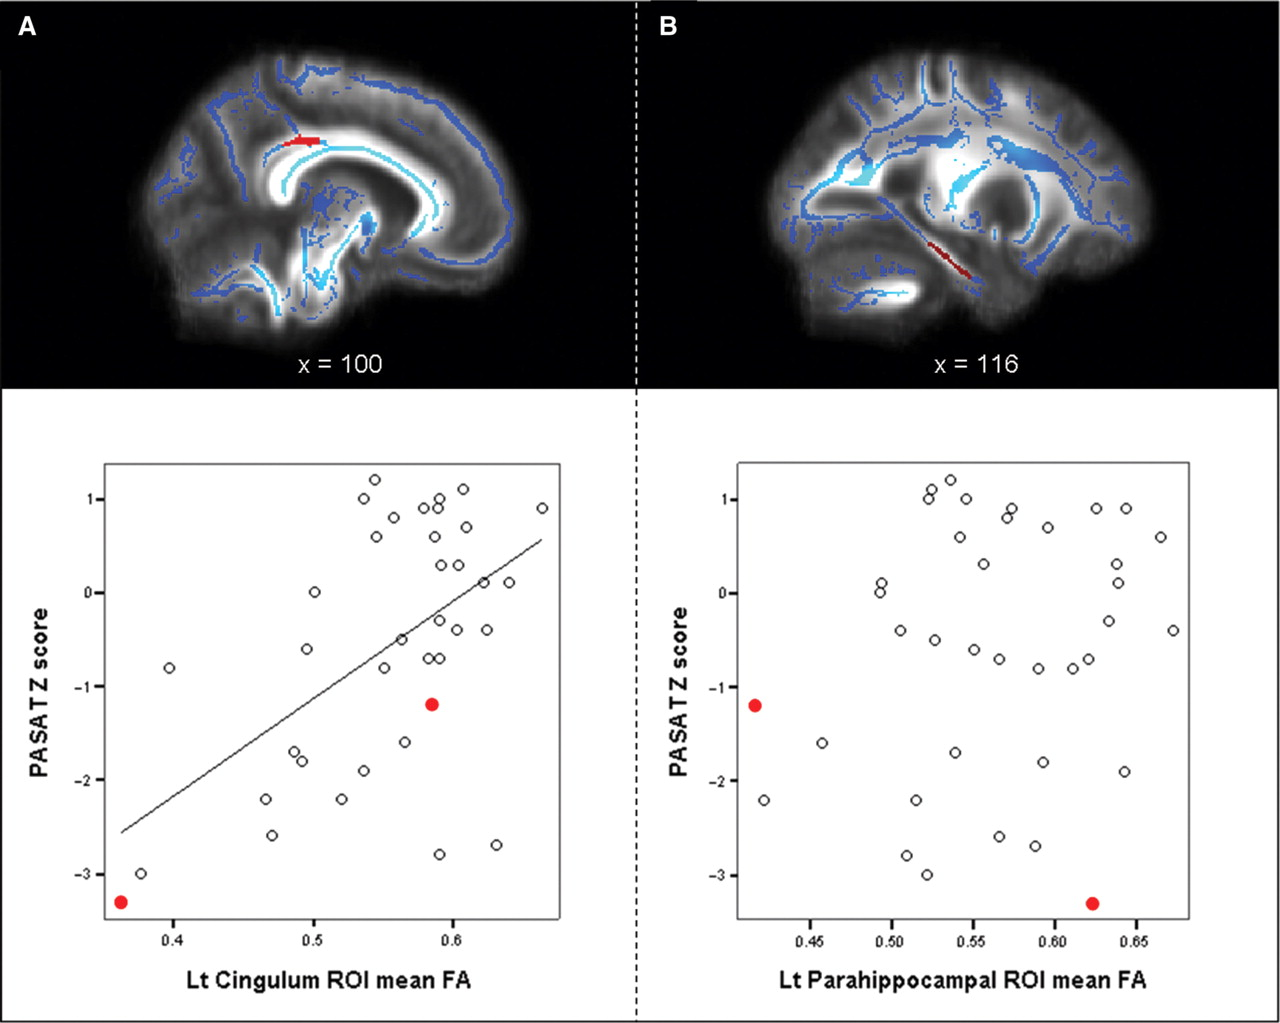 A
B
x = 100
x = 116
PASAT Z score
1
0
−1
−2
−3
0.4
0.5
0.6
Lt Cingulum ROI mean FA
PASAT Z score
1
0
−1
−2
−3
0.45
0.50
0.55
0.60
0.65
Lt Parahippocampal ROI mean FA